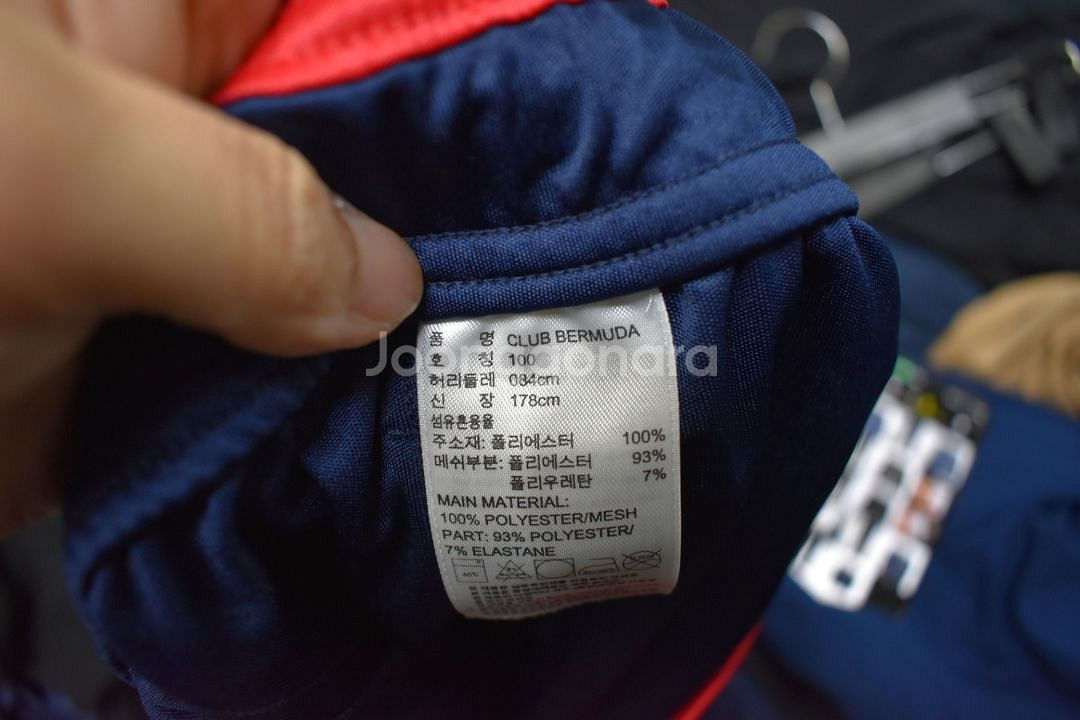 품 명 CLUB BERMUDA
호 칭 100
허리둘레 084cm
신 장 178cm
섬유혼용율
주소재: 폴리에스터 100%
메쉬부분: 폴리에스터 93%
폴리우레탄 7%
MAIN MATERIAL:
100% POLYESTER/MESH
PART: 93% POLYESTER/
7% ELASTANE